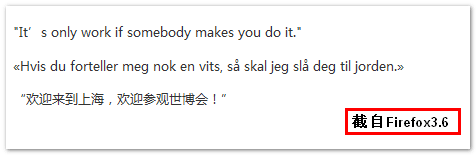 "It’s only work if somebody makes you do it."
«Hvis du forteller meg nok en vits, så skal jeg slå deg til jorden.»
“欢迎来到上海，欢迎参观世博会！”
截自Firefox3.6